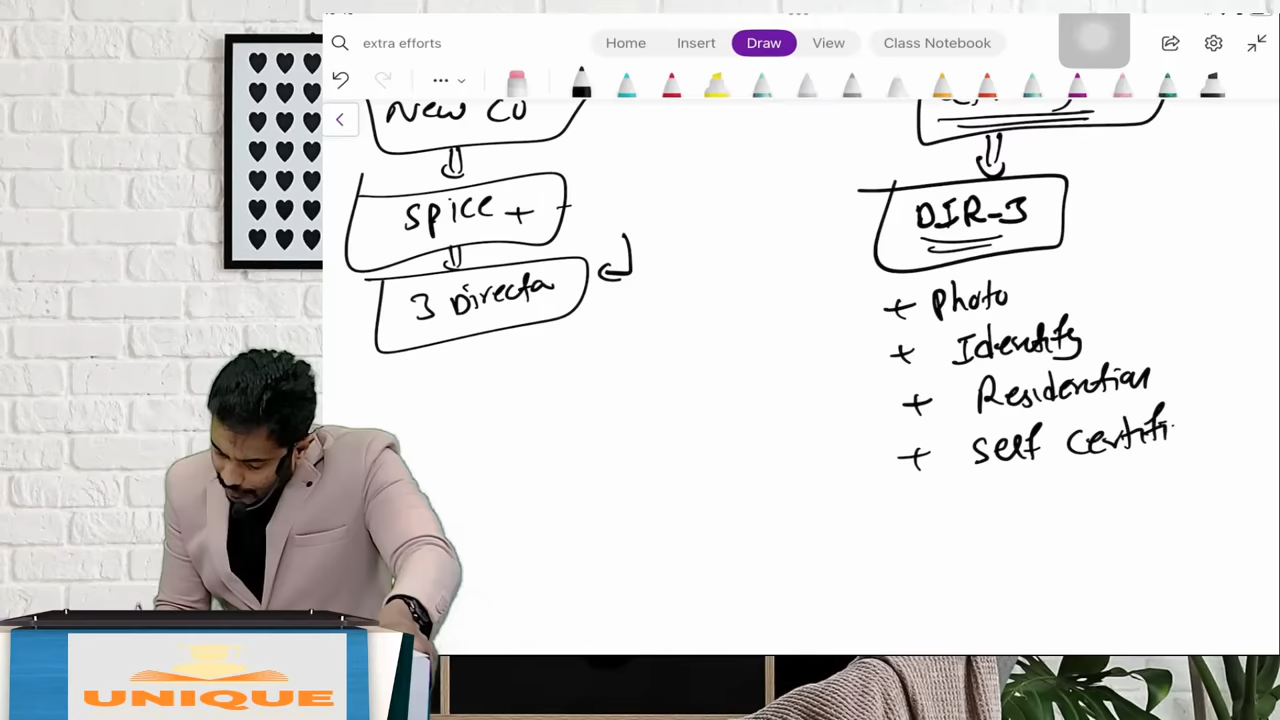 extra efforts
Home Insert Draw View Class Notebook
New Co
Spice +
3 Directa
DIR-3
+ Photo
+ Identity
+ Residention
+ Self Certifi
UNIQUE